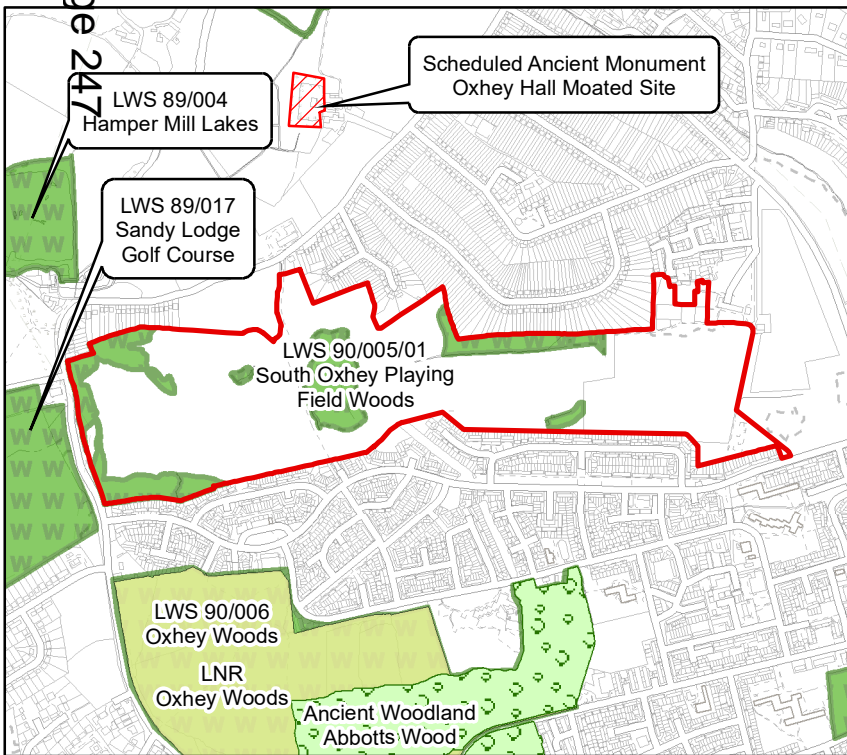 ge 247
LWS 89/004
Hamper Mill Lakes
Scheduled Ancient Monument
Oxhey Hall Moated Site
LWS 89/017
Sandy Lodge
Golf Course
LWS 90/005/01
South Oxhey Playing
Field Woods
LWS 90/006
Oxhey Woods
LNR
Oxhey Woods
Ancient Woodland
Abbotts Wood